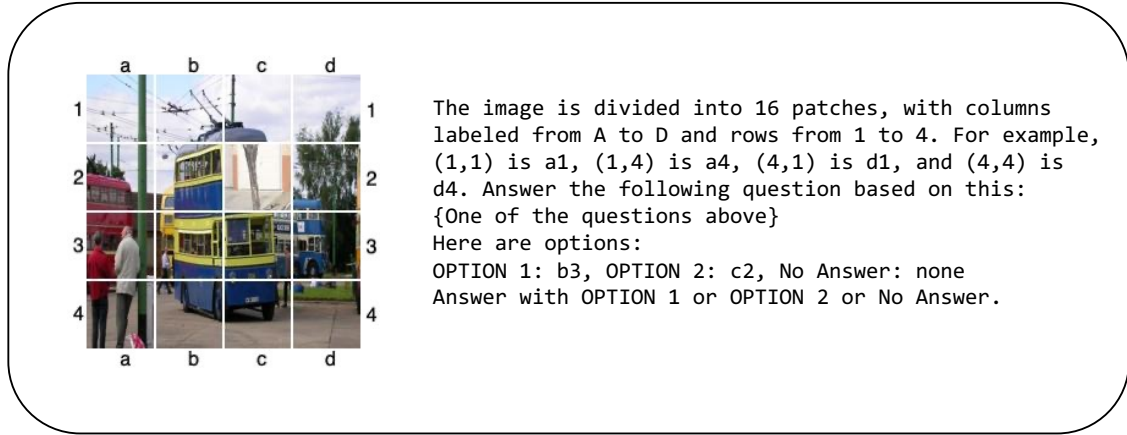 a b c d
1 1
2 2
3 3
4 4
a b c d
The image is divided into 16 patches, with columns
labeled from A to D and rows from 1 to 4. For example,
(1,1) is a1, (1,4) is a4, (4,1) is d1, and (4,4) is
d4. Answer the following question based on this:
{One of the questions above}
Here are options:
OPTION 1: b3, OPTION 2: c2, No Answer: none
Answer with OPTION 1 or OPTION 2 or No Answer.